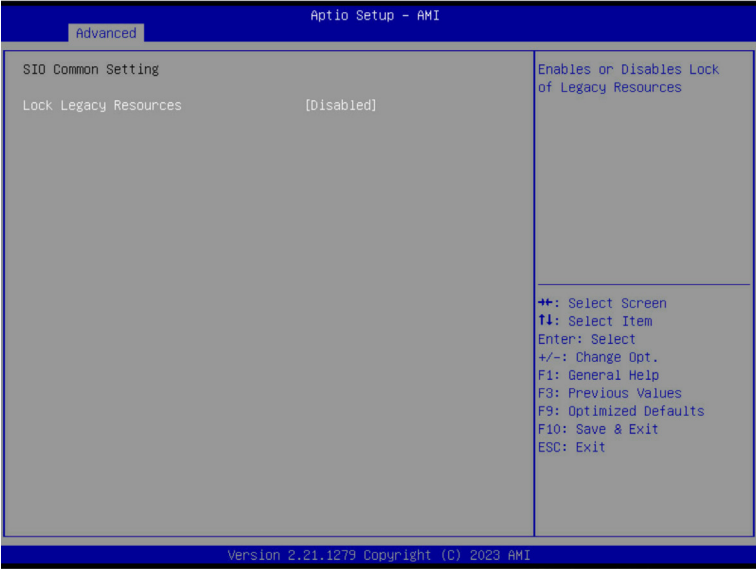 Aptio Setup – AMI
Advanced
SIO Common Setting
Lock Legacy Resources [Disabled]
Enables or Disables Lock
of Legacy Resources
→←: Select Screen
↑↓: Select Item
Enter: Select
+/-: Change Opt.
F1: General Help
F3: Previous Values
F9: Optimized Defaults
F10: Save & Exit
ESC: Exit
Version 2.21.1279 Copyright (C) 2023 AMI